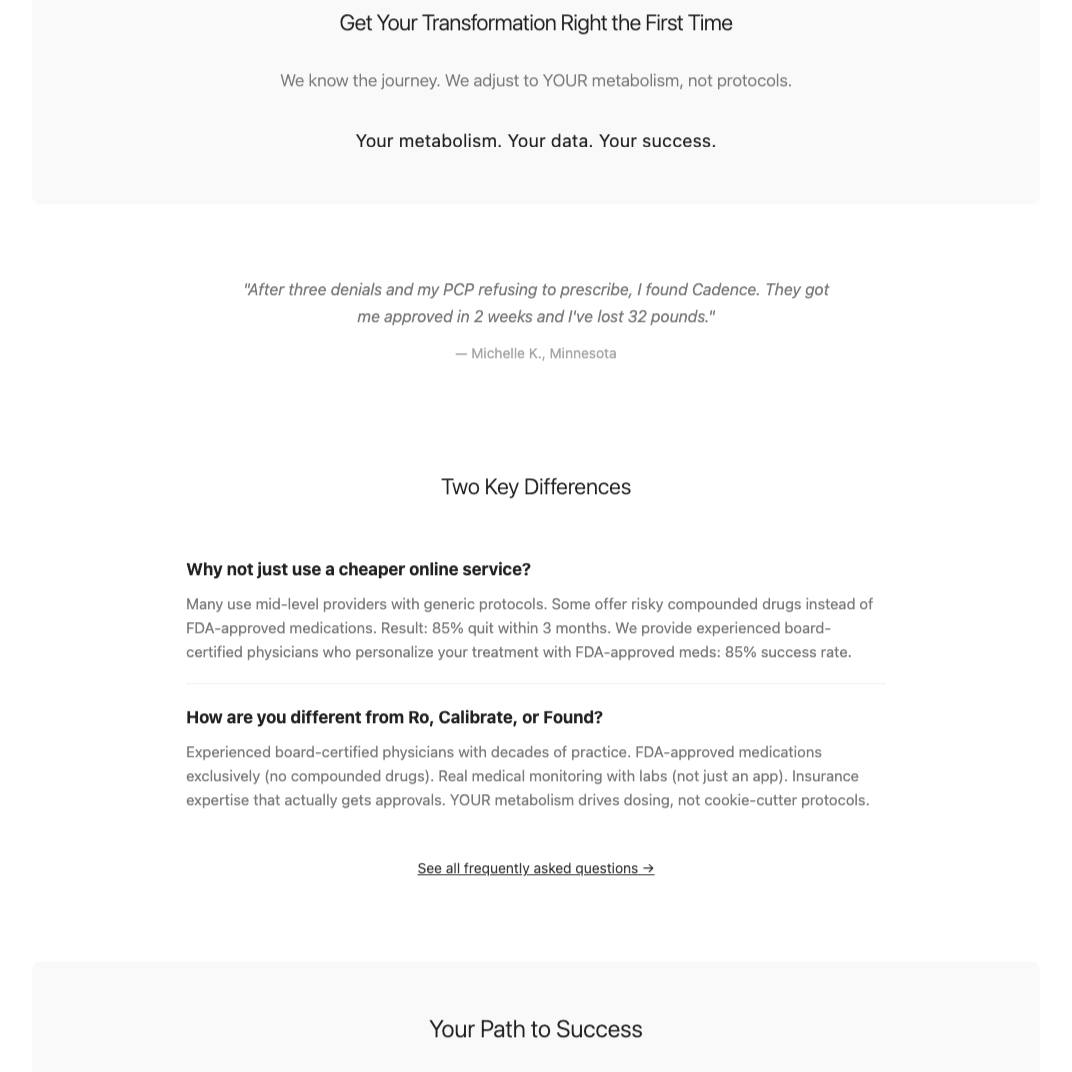 Get Your Transformation Right the First Time
We know the journey. We adjust to YOUR metabolism, not protocols.
Your metabolism. Your data. Your success.
"After three denials and my PCP refusing to prescribe, I found Cadence. They got
me approved in 2 weeks and I've lost 32 pounds."
— Michelle K., Minnesota
Two Key Differences
Why not just use a cheaper online service?
Many use mid-level providers with generic protocols. Some offer risky compounded drugs instead of
FDA-approved medications. Result: 85% quit within 3 months. We provide experienced board-
certified physicians who personalize your treatment with FDA-approved meds: 85% success rate.
How are you different from Ro, Calibrate, or Found?
Experienced board-certified physicians with decades of practice. FDA-approved medications
exclusively (no compounded drugs). Real medical monitoring with labs (not just an app). Insurance
expertise that actually gets approvals. YOUR metabolism drives dosing, not cookie-cutter protocols.
See all frequently asked questions →
Your Path to Success